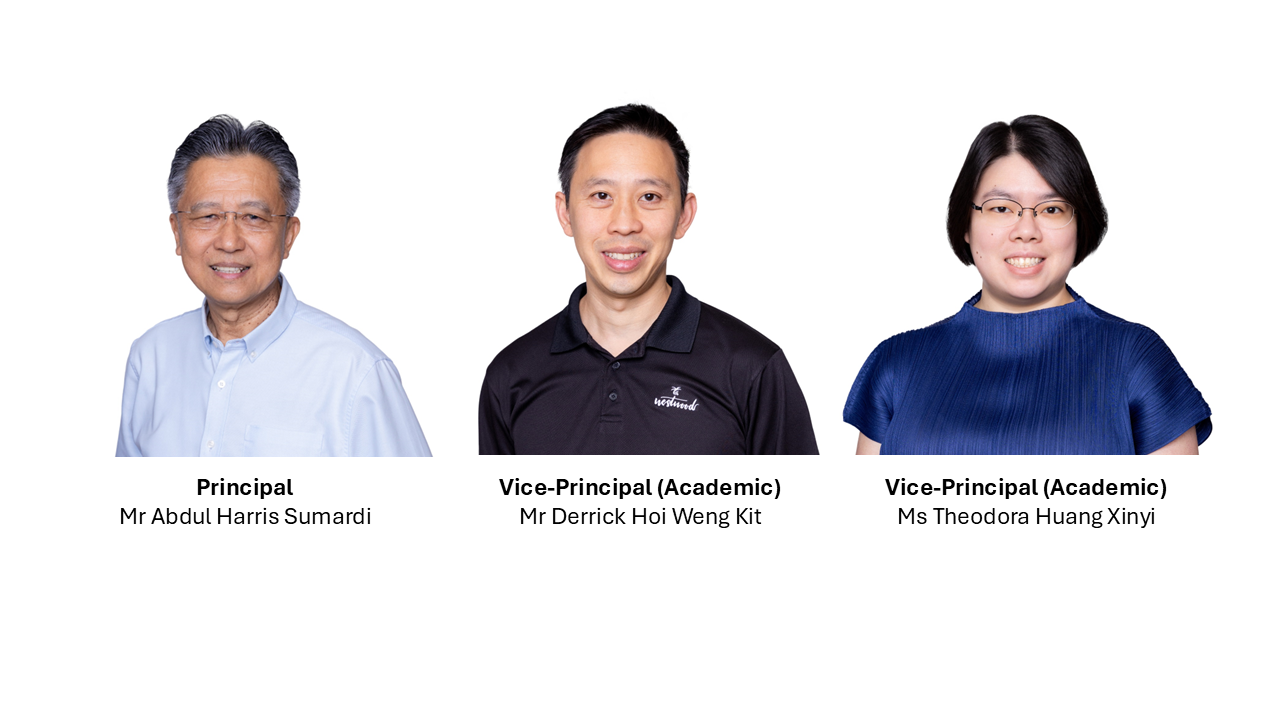 westwoods
Principal
Mr Abdul Harris Sumardi
Vice-Principal (Academic)
Mr Derrick Hoi Weng Kit
Vice-Principal (Academic)
Ms Theodora Huang Xinyi